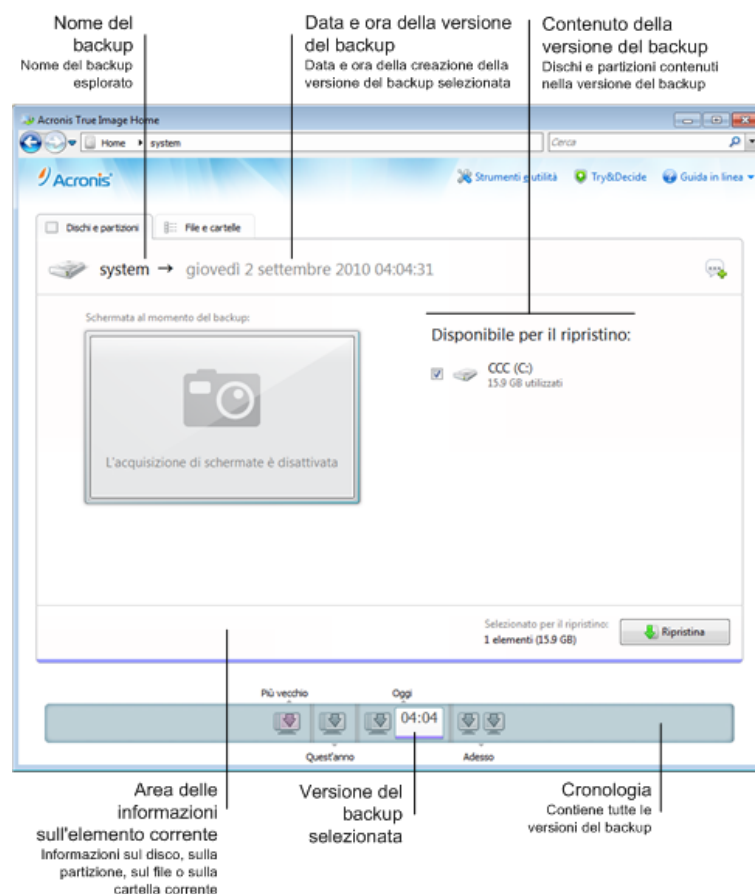 Nome del
backup
Nome del backup
esplorato
Data e ora della versione
del backup
Data e ora della creazione della
versione del backup selezionata
Contenuto della
versione del backup
Dischi e partizioni contenuti
nella versione del backup
Acronis True Image Home
Home system
Cerca
Acronis
Strumenti e utilità Try&Decide Guida in linea
Dischi e partizioni File e cartelle
system → giovedì 2 settembre 2010 04:04:31
Schermata al momento del backup:
L'acquisizione di schermate è disattivata
Disponibile per il ripristino:
CCC (C:)
15.9 GB utilizzati
Selezionato per il ripristino:
1 elementi (15.9 GB)
Ripristina
Più vecchio Oggi
04:04
Quest'anno Adesso
Area delle
informazioni
sull'elemento corrente
Informazioni sul disco, sulla
partizione, sul file o sulla
cartella corrente
Versione del
backup
selezionata
Cronologia
Contiene tutte le
versioni del backup